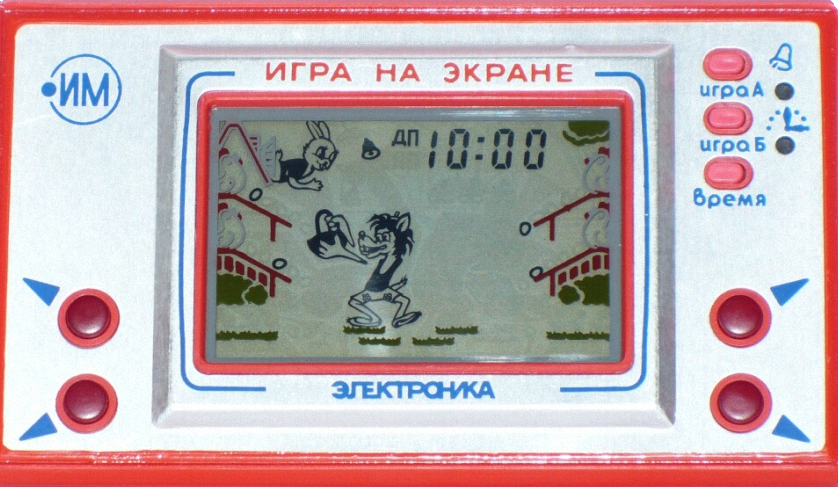 ИГРА НА ЭКРАНЕ
ИМ
игра А
игра Б
время
ДП 10:00
ЭЛЕКТРОНИКА